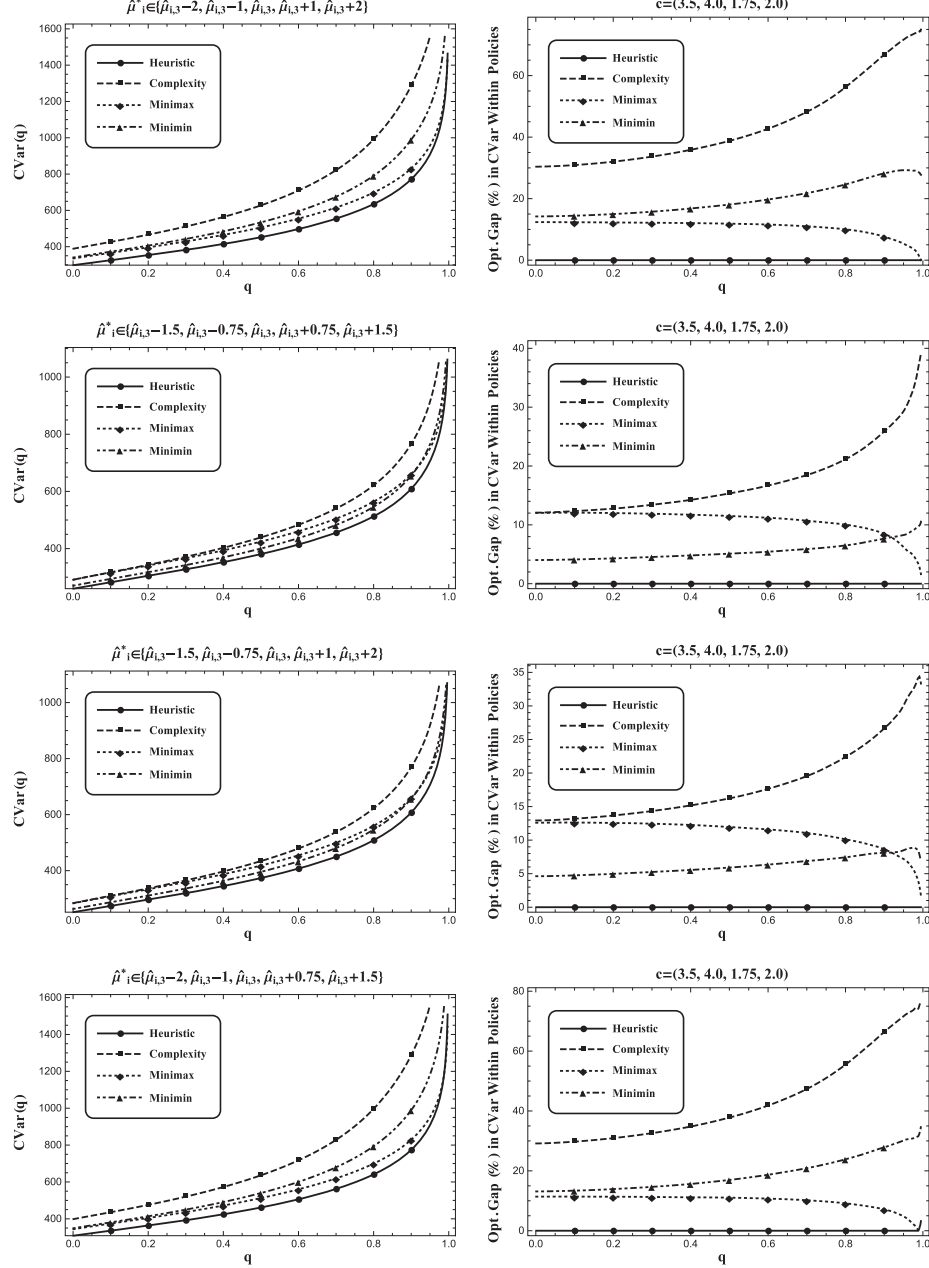 μ̂*ᵢ∈{μ̂ᵢ,₃−2, μ̂ᵢ,₃−1, μ̂ᵢ,₃, μ̂ᵢ,₃+1, μ̂ᵢ,₃+2}
CVar(q)
1600
1400
1200
1000
800
600
400
Heuristic
Complexity
Minimax
Minimin
0.0 0.2 0.4 0.6 0.8 1.0
q
c=(3.5, 4.0, 1.75, 2.0)
Opt.Gap (%) in CVar Within Policies
60
40
20
0
Heuristic
Complexity
Minimax
Minimin
0.0 0.2 0.4 0.6 0.8 1.0
q
μ̂*ᵢ∈{μ̂ᵢ,₃−1.5, μ̂ᵢ,₃−0.75, μ̂ᵢ,₃, μ̂ᵢ,₃+0.75, μ̂ᵢ,₃+1.5}
CVar(q)
1000
800
600
400
Heuristic
Complexity
Minimax
Minimin
0.0 0.2 0.4 0.6 0.8 1.0
q
c=(3.5, 4.0, 1.75, 2.0)
Opt.Gap (%) in CVar Within Policies
40
30
20
10
0
Heuristic
Complexity
Minimax
Minimin
0.0 0.2 0.4 0.6 0.8 1.0
q
μ̂*ᵢ∈{μ̂ᵢ,₃−1.5, μ̂ᵢ,₃−0.75, μ̂ᵢ,₃, μ̂ᵢ,₃+1, μ̂ᵢ,₃+2}
CVar(q)
1000
800
600
400
Heuristic
Complexity
Minimax
Minimin
0.0 0.2 0.4 0.6 0.8 1.0
q
c=(3.5, 4.0, 1.75, 2.0)
Opt.Gap (%) in CVar Within Policies
35
30
25
20
15
10
5
0
Heuristic
Complexity
Minimax
Minimin
0.0 0.2 0.4 0.6 0.8 1.0
q
μ̂*ᵢ∈{μ̂ᵢ,₃−2, μ̂ᵢ,₃−1, μ̂ᵢ,₃, μ̂ᵢ,₃+0.75, μ̂ᵢ,₃+1.5}
CVar(q)
1600
1400
1200
1000
800
600
400
Heuristic
Complexity
Minimax
Minimin
0.0 0.2 0.4 0.6 0.8 1.0
q
c=(3.5, 4.0, 1.75, 2.0)
Opt.Gap (%) in CVar Within Policies
80
60
40
20
0
Heuristic
Complexity
Minimax
Minimin
0.0 0.2 0.4 0.6 0.8 1.0
q